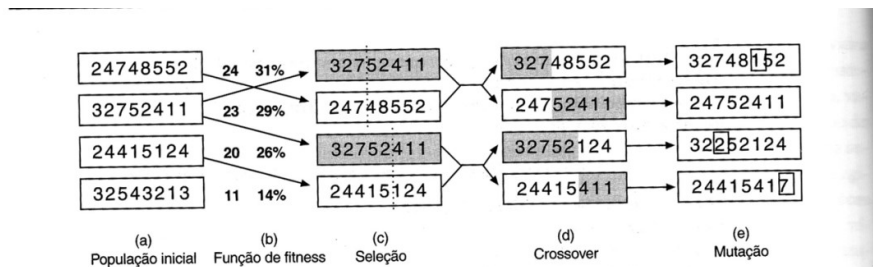 24748552 24 31% 32752411 32748552 32748152
32752411 23 29% 24748552 24752411 24752411
24415124 20 26% 32752411 32752124 32252124
32543213 11 14% 24415124 24415411 24415417
(a) (b) (c) (d) (e)
População inicial Função de fitness Seleção Crossover Mutação